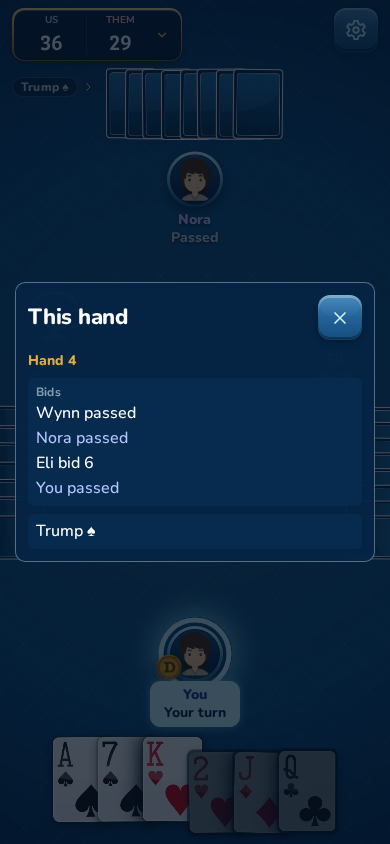 US
THEM
36
29
Trump ♠
Nora
Passed
This hand
Hand 4
Bids
Wynn passed
Nora passed
Eli bid 6
You passed
Trump ♠
D
You
Your turn
A
7
K
2
J
Q